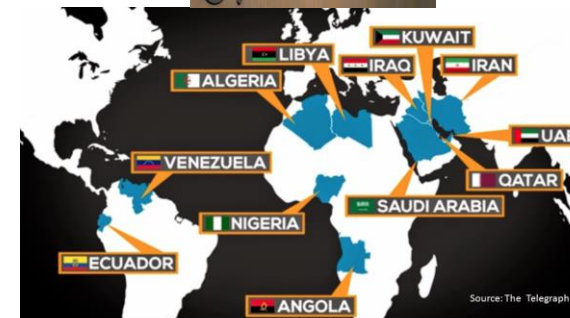 KUWAIT
LIBYA
IRAQ
IRAN
ALGERIA
UAE
VENEZUELA
QATAR
SAUDI ARABIA
NIGERIA
ECUADOR
ANGOLA
Source: The Telegraph